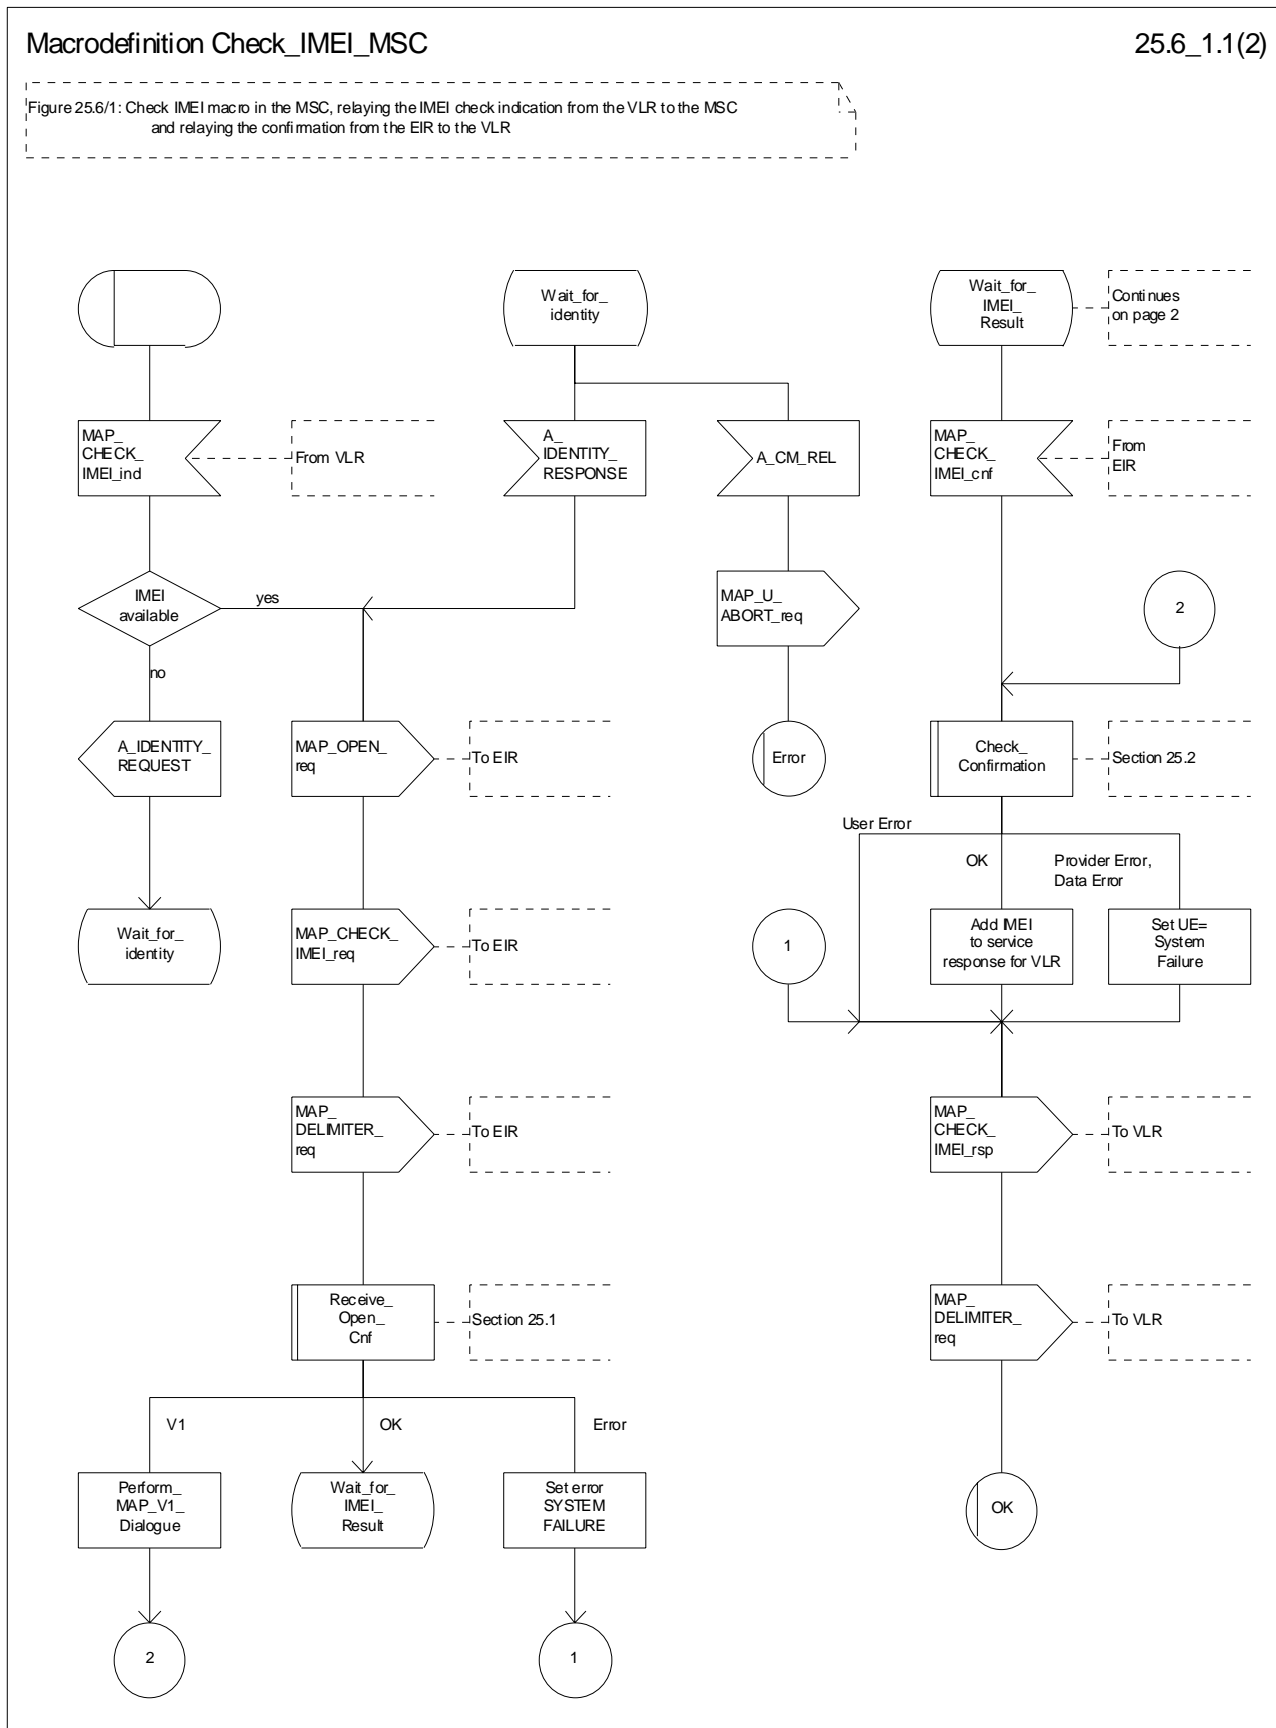 Macrodefinition Check_IMEI_MSC
25.6_1.1(2)
Figure 25.6/1: Check IMEI macro in the MSC, relaying the IMEI check indication from the VLR to the MSC
and relaying the confirmation from the EIR to the VLR
Wait_for_
identity
Wait_for_
IMEI_
Result
Continues
on page 2
MAP_
CHECK_
IMEI_ind
From VLR
A_
IDENTITY_
RESPONSE
A_CM_REL
MAP_
CHECK_
IMEI_cnf
From
EIR
IMEI
available
yes
no
MAP_U_
ABORT_req
2
A_IDENTITY_
REQUEST
MAP_OPEN_
req
To EIR
Error
Check_
Confirmation
Section 25.2
User Error
OK
Provider Error,
Data Error
Wait_for_
identity
MAP_CHECK_
IMEI_req
To EIR
1
Add IMEI
to service
response for VLR
Set UE=
System
Failure
MAP_
DELIMITER_
req
To EIR
MAP_
CHECK_
IMEI_rsp
To VLR
Receive_
Open_
Cnf
Section 25.1
MAP_
DELIMITER_
req
To VLR
V1
OK
Error
Perform_
MAP_V1_
Dialogue
Wait_for_
IMEI_
Result
Set error
SYSTEM
FAILURE
OK
2
1